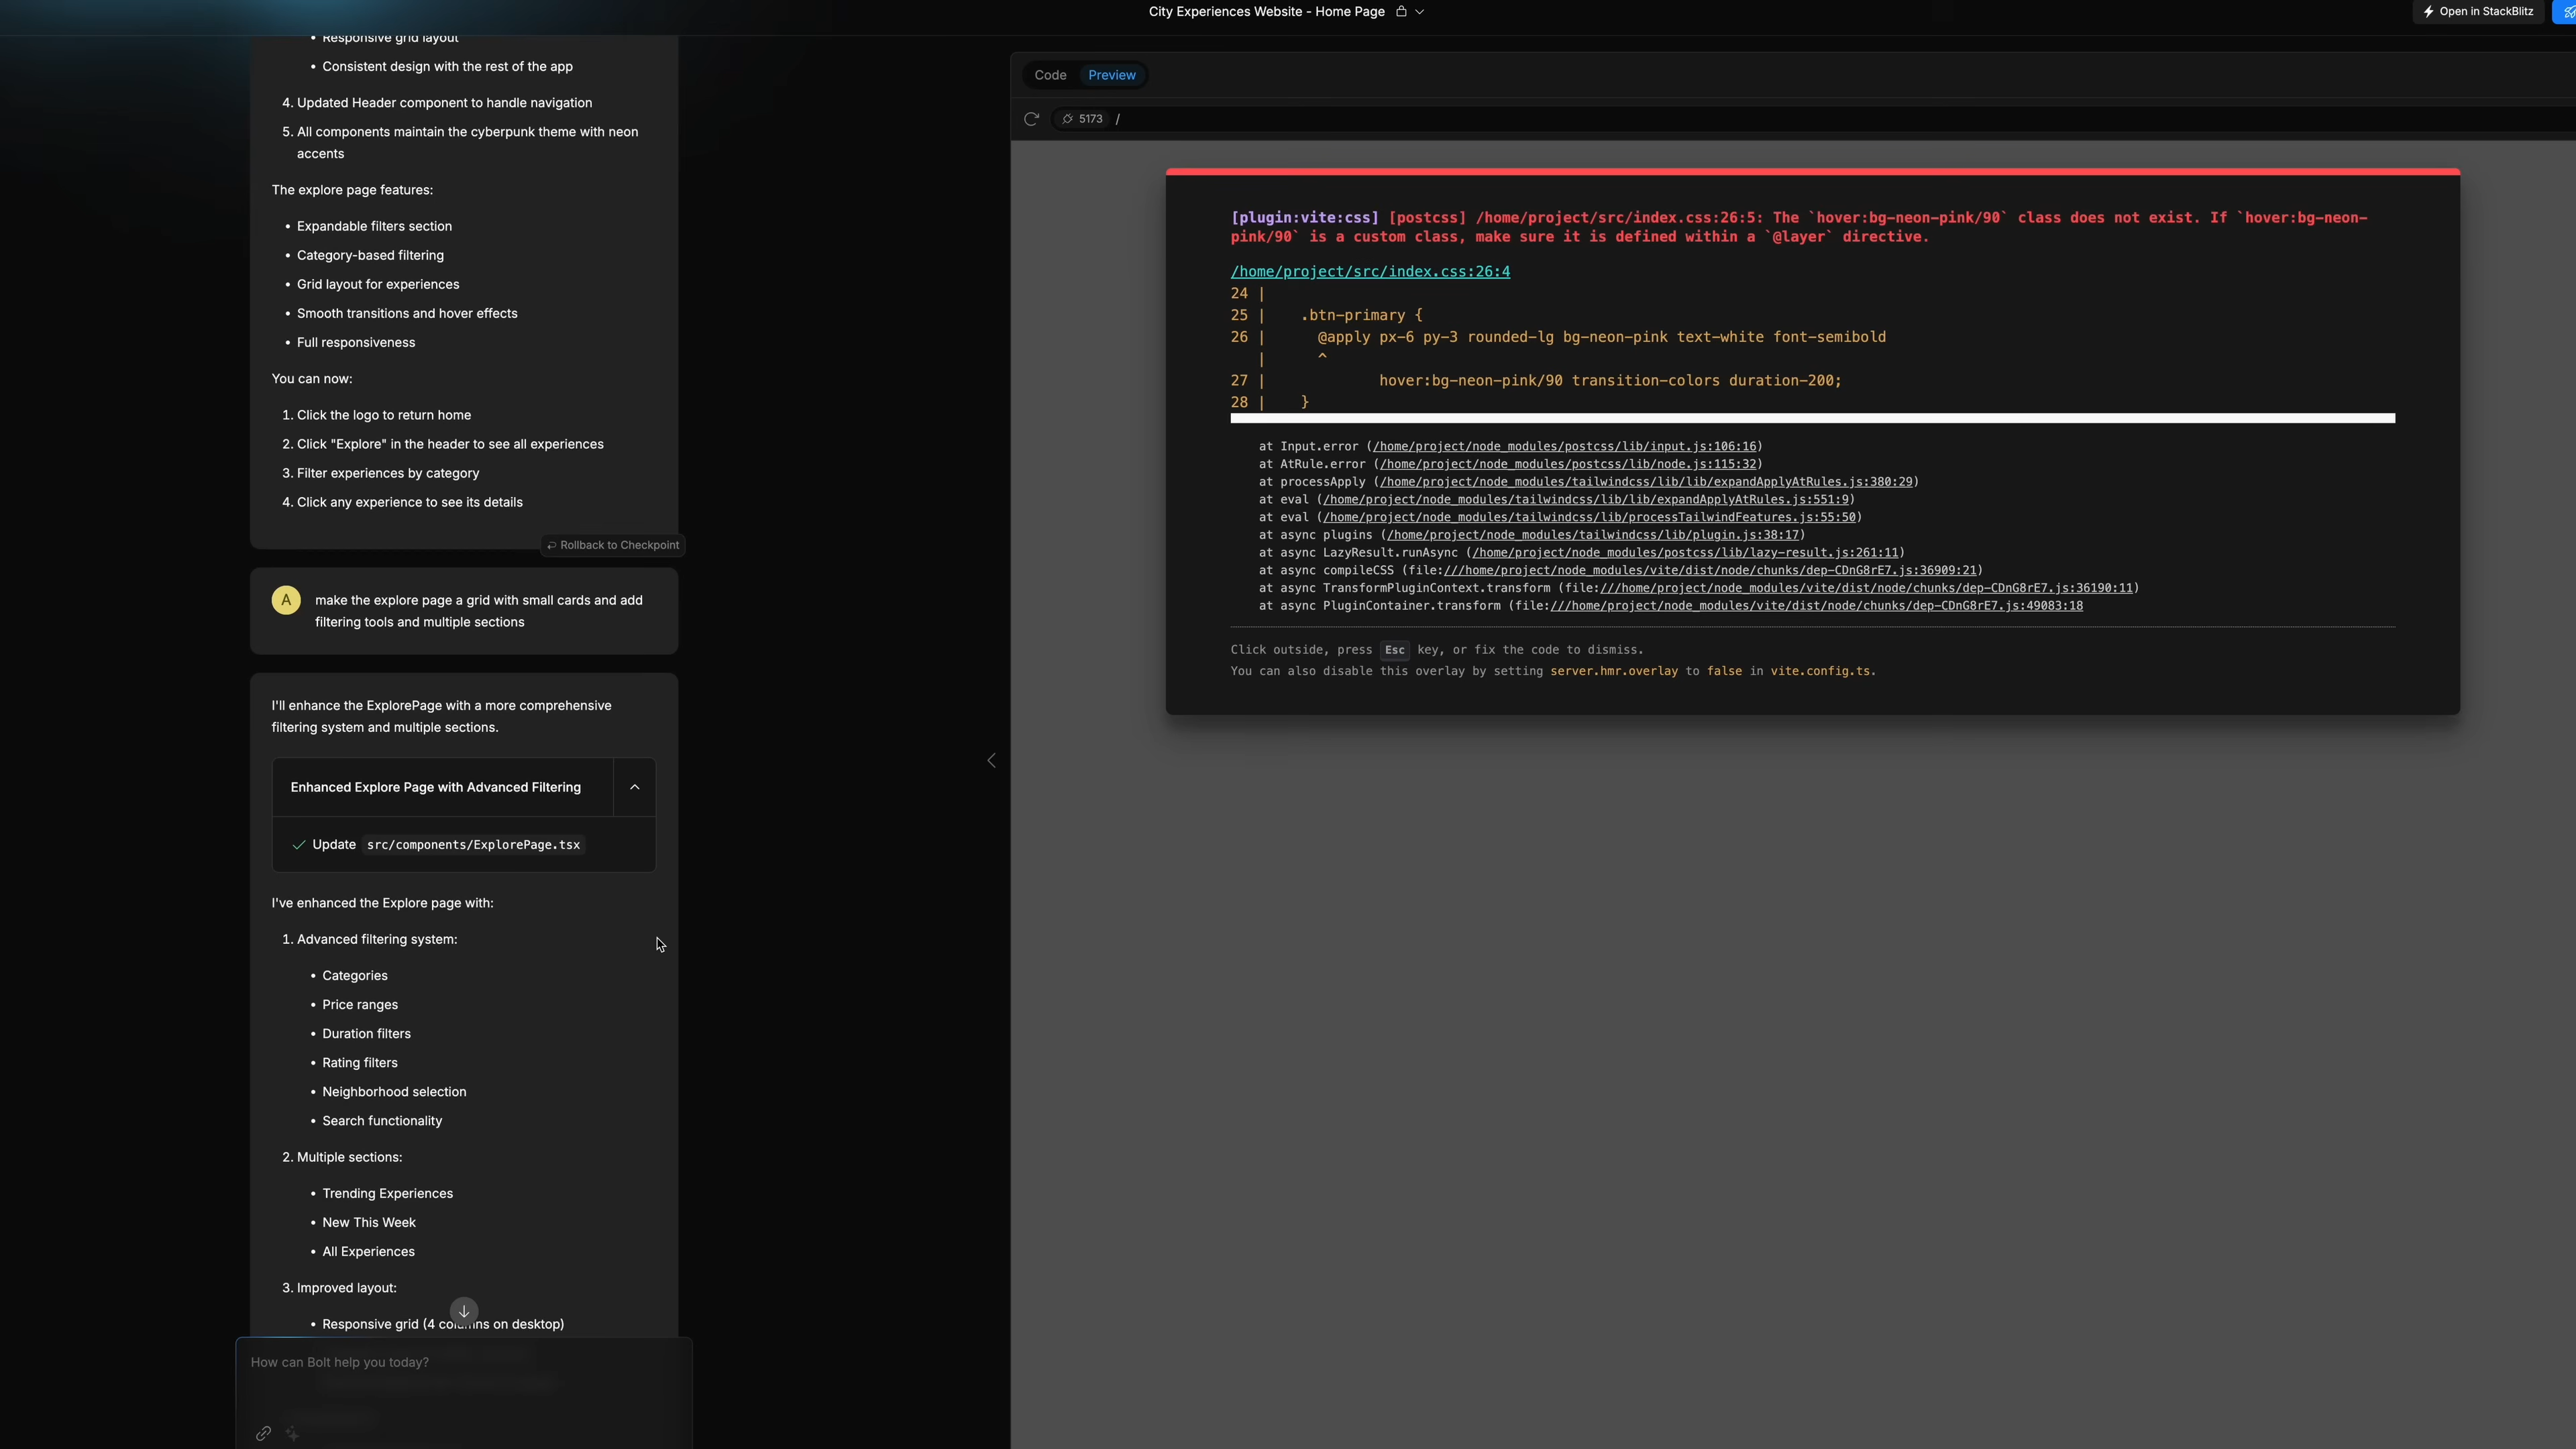 City Experiences Website - Home Page
Open in StackBlitz
• Responsive grid layout
• Consistent design with the rest of the app
4. Updated Header component to handle navigation
5. All components maintain the cyberpunk theme with neon
accents
The explore page features:
• Expandable filters section
• Category-based filtering
• Grid layout for experiences
• Smooth transitions and hover effects
• Full responsiveness
You can now:
1. Click the logo to return home
2. Click "Explore" in the header to see all experiences
3. Filter experiences by category
4. Click any experience to see its details
Rollback to Checkpoint
A
make the explore page a grid with small cards and add
filtering tools and multiple sections
I'll enhance the ExplorePage with a more comprehensive
filtering system and multiple sections.
Enhanced Explore Page with Advanced Filtering
Update src/components/ExplorePage.tsx
I've enhanced the Explore page with:
1. Advanced filtering system:
• Categories
• Price ranges
• Duration filters
• Rating filters
• Neighborhood selection
• Search functionality
2. Multiple sections:
• Trending Experiences
• New This Week
• All Experiences
3. Improved layout:
• Responsive grid (4 columns on desktop)
How can Bolt help you today?
Code Preview
5173 /
[plugin:vite:css] [postcss] /home/project/src/index.css:26:5: The `hover:bg-neon-pink/90` class does not exist. If `hover:bg-neon-
pink/90` is a custom class, make sure it is defined within a `@layer` directive.
/home/project/src/index.css:26:4
24 |
25 | .btn-primary {
26 | @apply px-6 py-3 rounded-lg bg-neon-pink text-white font-semibold
| ^
27 | hover:bg-neon-pink/90 transition-colors duration-200;
28 | }
at Input.error (/home/project/node_modules/postcss/lib/input.js:106:16)
at AtRule.error (/home/project/node_modules/postcss/lib/node.js:115:32)
at processApply (/home/project/node_modules/tailwindcss/lib/lib/expandApplyAtRules.js:380:29)
at eval (/home/project/node_modules/tailwindcss/lib/lib/expandApplyAtRules.js:551:9)
at eval (/home/project/node_modules/tailwindcss/lib/processTailwindFeatures.js:55:50)
at async plugins (/home/project/node_modules/tailwindcss/lib/plugin.js:38:17)
at async LazyResult.runAsync (/home/project/node_modules/postcss/lib/lazy-result.js:261:11)
at async compileCSS (file:///home/project/node_modules/vite/dist/node/chunks/dep-CDnG8rE7.js:36909:21)
at async TransformPluginContext.transform (file:///home/project/node_modules/vite/dist/node/chunks/dep-CDnG8rE7.js:36190:11)
at async PluginContainer.transform (file:///home/project/node_modules/vite/dist/node/chunks/dep-CDnG8rE7.js:49083:18
Click outside, press Esc key, or fix the code to dismiss.
You can also disable this overlay by setting server.hmr.overlay to false in vite.config.ts.